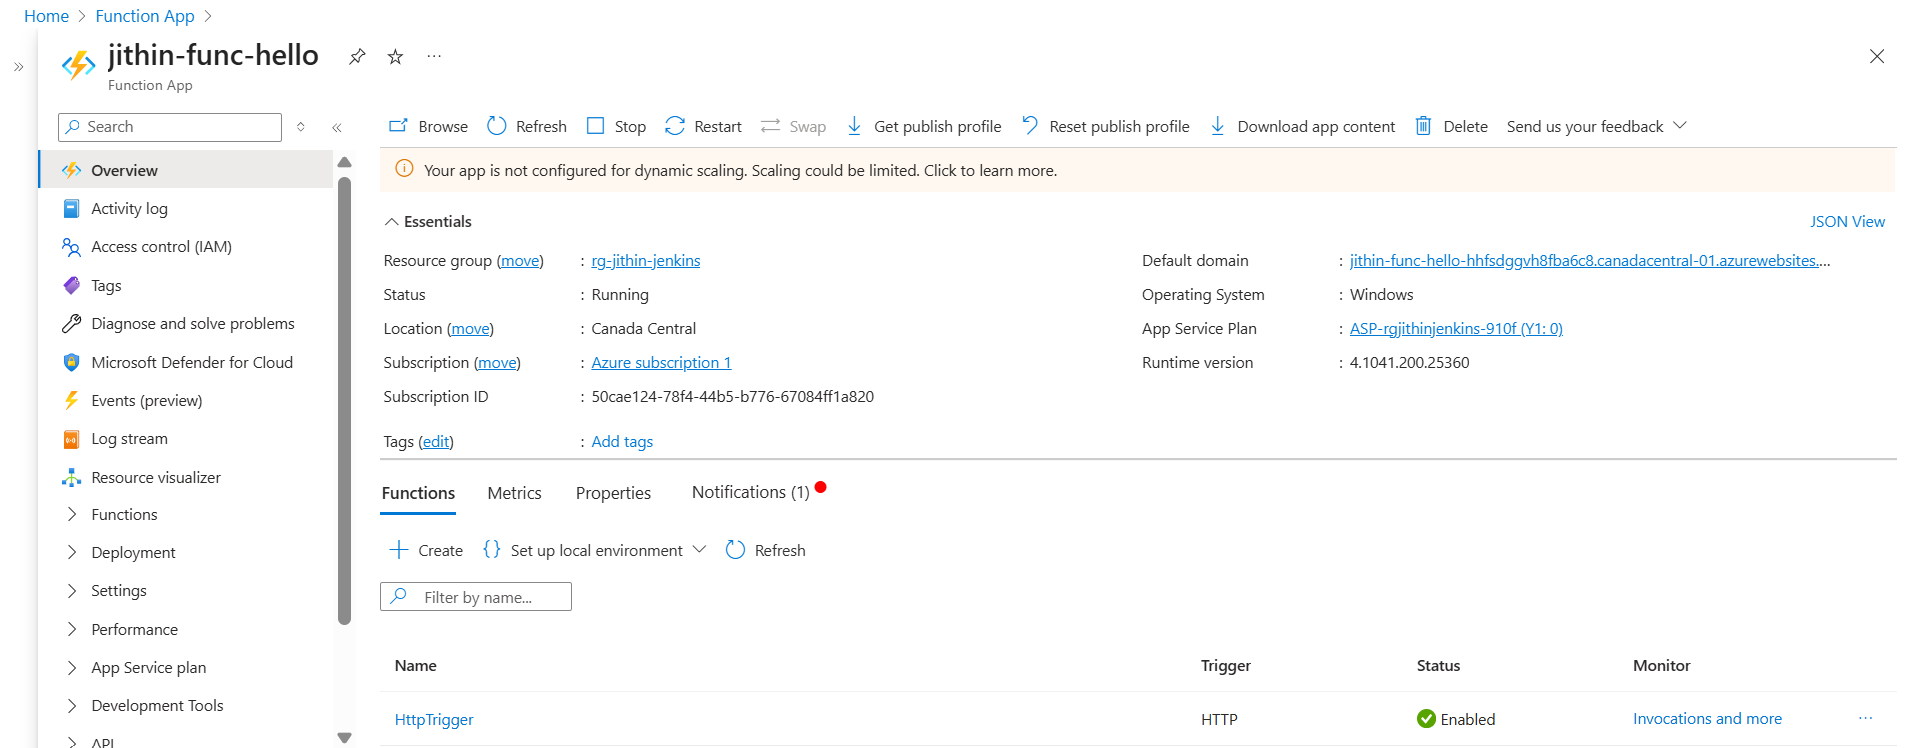 Home > Function App >
jithin-func-hello
Function App
Search
Overview
Activity log
Access control (IAM)
Tags
Diagnose and solve problems
Microsoft Defender for Cloud
Events (preview)
Log stream
Resource visualizer
Functions
Deployment
Settings
Performance
App Service plan
Development Tools
API
Browse Refresh Stop Restart Swap Get publish profile Reset publish profile Download app content Delete Send us your feedback
Your app is not configured for dynamic scaling. Scaling could be limited. Click to learn more.
Essentials
JSON View
Resource group (move) : rg-jithin-jenkins
Status : Running
Location (move) : Canada Central
Subscription (move) : Azure subscription 1
Subscription ID : 50cae124-78f4-44b5-b776-67084ff1a820
Tags (edit) : Add tags
Default domain : jithin-func-hello-hhfsdggvh8fba6c8.canadacentral-01.azurewebsites....
Operating System : Windows
App Service Plan : ASP-rgjithinjenkins-910f (Y1: 0)
Runtime version : 4.1041.200.25360
Functions Metrics Properties Notifications (1)
Create {} Set up local environment Refresh
Filter by name...
Name Trigger Status Monitor
HttpTrigger HTTP Enabled Invocations and more ...